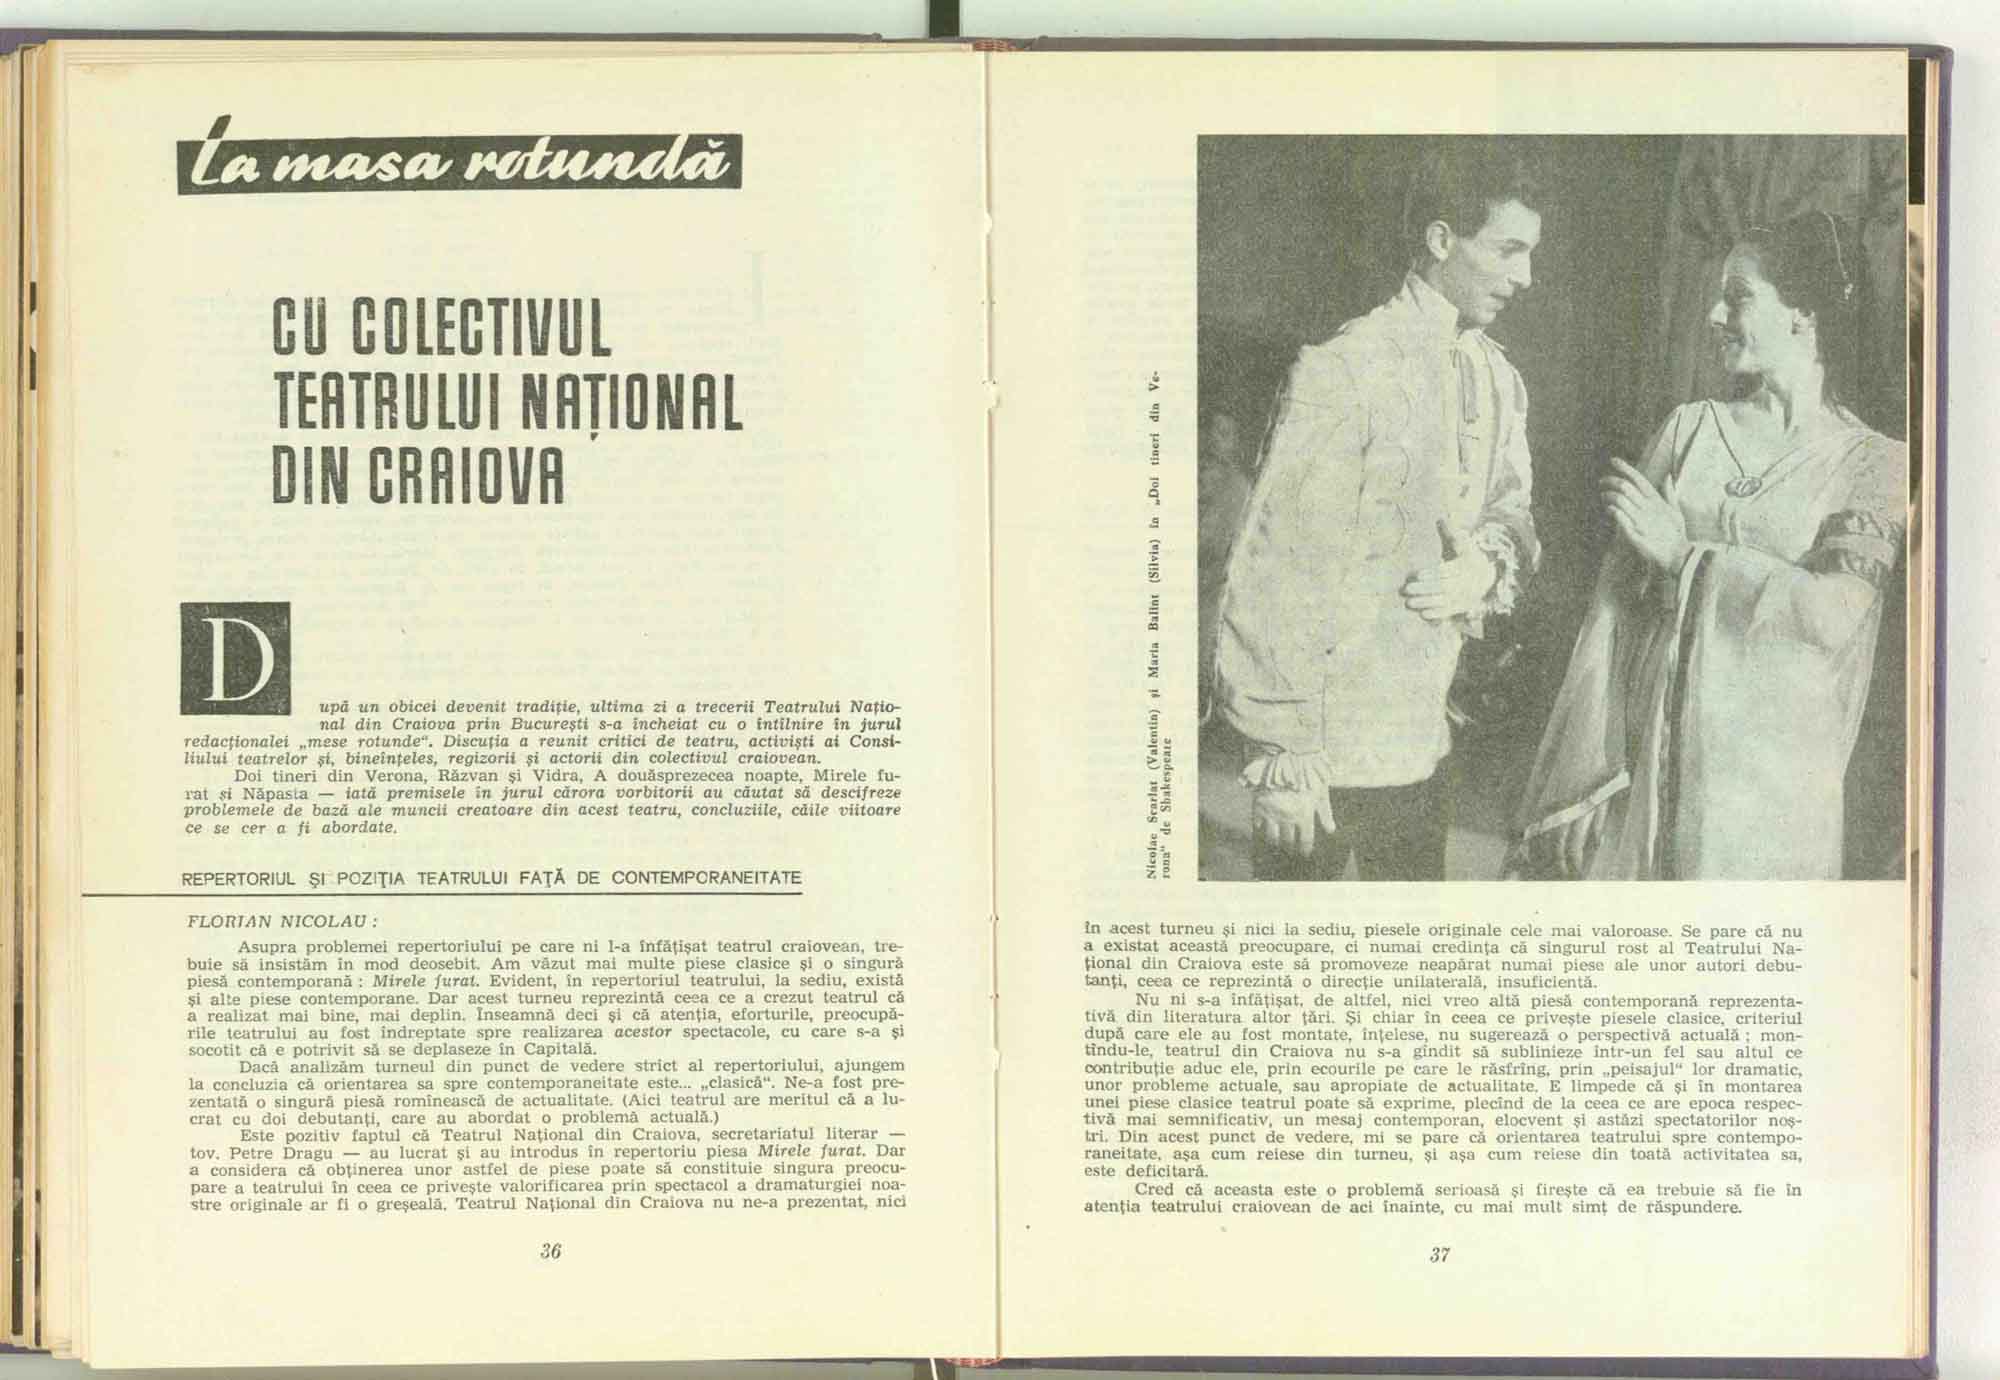 La masa rotundă
CU COLECTIVUL
TEATRULUI NAȚIONAL
DIN CRAIOVA
După un obicei devenit tradiție, ultima zi a trecerii Teatrului Națio-
nal din Craiova prin București s-a încheiat cu o întîlnire în jurul
redacționalei „mese rotunde“. Discuția a reunit critici de teatru, activiști ai Consi-
liului teatrelor și, bineînțeles, regizorii și actorii din colectivul craiovean.
Doi tineri din Verona, Răzvan și Vidra, A douăsprezecea noapte, Mirele fu-
rat și Năpasta — iată premisele în jurul cărora vorbitorii au căutat să descifreze
problemele de bază ale muncii creatoare din acest teatru, concluziile, căile viitoare
ce se cer a fi abordate.
REPERTORIUL ȘI POZIȚIA TEATRULUI FAȚĂ DE CONTEMPORANEITATE
FLORIAN NICOLAU :
Asupra problemei repertoriului pe care ni l-a înfățișat teatrul craiovean, tre-
buie să insistăm în mod deosebit. Am văzut mai multe piese clasice și o singură
piesă contemporană : Mirele furat. Evident, în repertoriul teatrului, la sediu, există
și alte piese contemporane. Dar acest turneu reprezintă ceea ce a crezut teatrul că
a realizat mai bine, mai deplin. Înseamnă deci și că atenția, eforturile, preocupă-
rile teatrului au fost îndreptate spre realizarea acestor spectacole, cu care s-a și
socotit că e potrivit să se deplaseze în Capitală.
Dacă analizăm turneul din punct de vedere strict al repertoriului, ajungem
la concluzia că orientarea sa spre contemporaneitate este... „clasică“. Ne-a fost pre-
zentată o singură piesă romînească de actualitate. (Aici teatrul are meritul că a lu-
crat cu doi debutanți, care au abordat o problemă actuală.)
Este pozitiv faptul că Teatrul Național din Craiova, secretariatul literar —
tov. Petre Dragu — au lucrat și au introdus în repertoriu piesa Mirele furat. Dar
a considera că obținerea unor astfel de piese poate să constituie singura preocu-
pare a teatrului în ceea ce privește valorificarea prin spectacol a dramaturgiei noa-
stre originale ar fi o greșeală. Teatrul Național din Craiova nu ne-a prezentat, nici
36
Nicolae Scarlat (Valentin) și Maria Balint (Silvia) în „Doi tineri din Ve-
rona“ de Shakespeare
în acest turneu și nici la sediu, piesele originale cele mai valoroase. Se pare că nu
a existat această preocupare, ci numai credința că singurul rost al Teatrului Na-
țional din Craiova este să promoveze neapărat numai piese ale unor autori debu-
tanți, ceea ce reprezintă o direcție unilaterală, insuficientă.
Nu ni s-a înfățișat, de altfel, nici vreo altă piesă contemporană reprezenta-
tivă din literatura altor țări. Și chiar în ceea ce privește piesele clasice, criteriul
după care ele au fost montate, înțelese, nu sugerează o perspectivă actuală ; mon-
tîndu-le, teatrul din Craiova nu s-a gîndit să sublinieze într-un fel sau altul ce
contribuție aduc ele, prin ecourile pe care le răsfrîng, prin „peisajul“ lor dramatic,
unor probleme actuale, sau apropiate de actualitate. E limpede că și în montarea
unei piese clasice teatrul poate să exprime, plecînd de la ceea ce are epoca respec-
tivă mai semnificativ, un mesaj contemporan, elocvent și astăzi spectatorilor noș-
tri. Din acest punct de vedere, mi se pare că orientarea teatrului spre contempo-
raneitate, așa cum reiese din turneu, și așa cum reiese din toată activitatea sa,
este deficitară.
Cred că aceasta este o problemă serioasă și firește că ea trebuie să fie în
atenția teatrului craiovean de aci înainte, cu mai mult simț de răspundere.
37